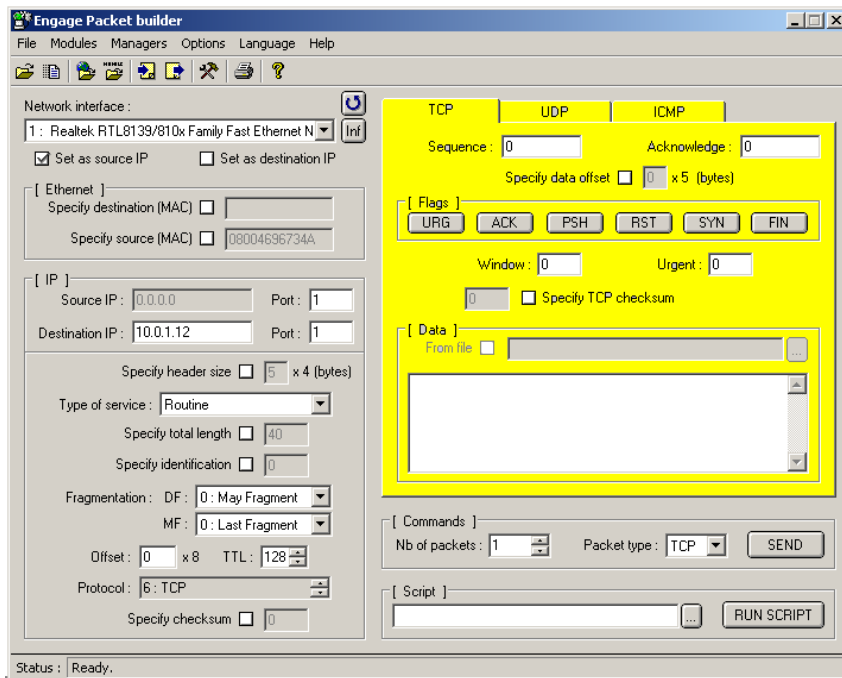 Engage Packet builder
File Modules Managers Options Language Help
Network interface :
1 : Realtek RTL8139/810x Family Fast Ethernet N
Inf
Set as source IP
Set as destination IP
[ Ethernet ]
Specify destination (MAC)
Specify source (MAC) 08004696734A
[ IP ]
Source IP : 0.0.0.0 Port : 1
Destination IP : 10.0.1.12 Port : 1
Specify header size 5 x 4 (bytes)
Type of service : Routine
Specify total length 40
Specify identification 0
Fragmentation : DF : 0 : May Fragment
MF : 0 : Last Fragment
Offset : 0 x 8 TTL : 128
Protocol : 6 : TCP
Specify checksum 0
TCP UDP ICMP
Sequence : 0 Acknowledge : 0
Specify data offset 0 x 5 (bytes)
[ Flags ]
URG ACK PSH RST SYN FIN
Window : 0 Urgent : 0
0 Specify TCP checksum
[ Data ]
From file ...
[ Commands ]
Nb of packets : 1 Packet type : TCP SEND
[ Script ]
... RUN SCRIPT
Status : Ready.